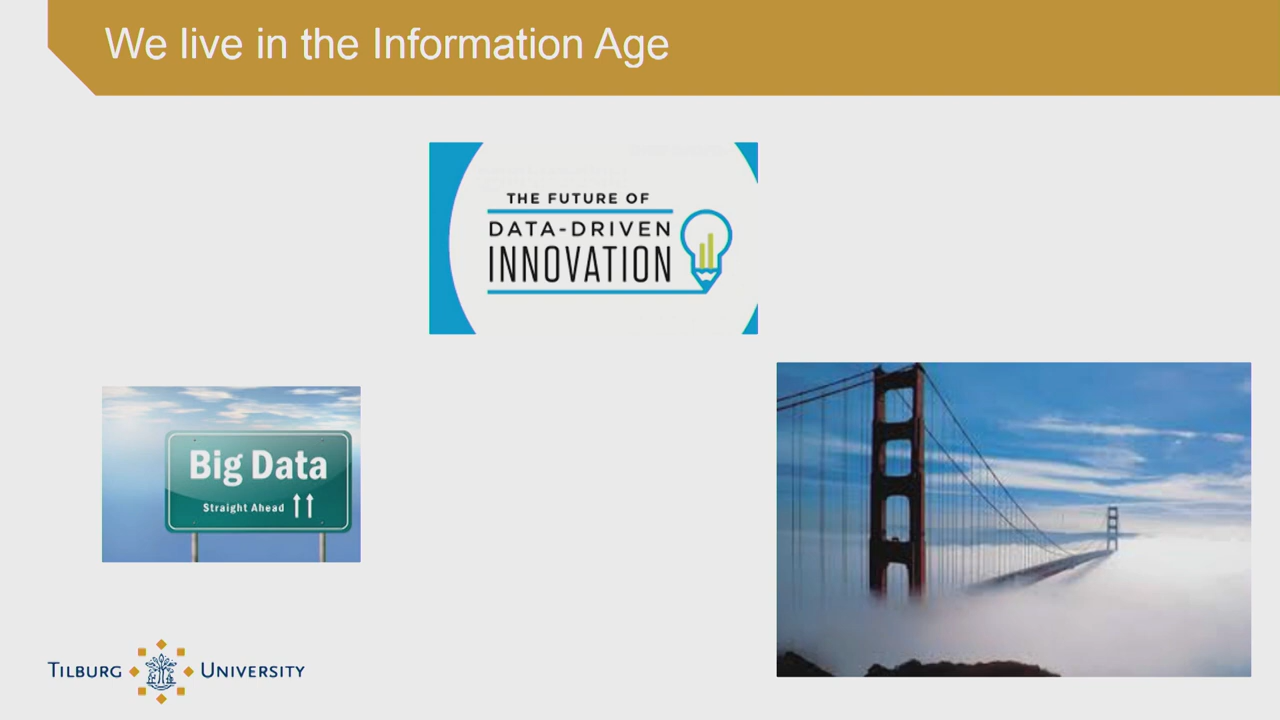 We live in the Information Age
THE FUTURE OF
DATA-DRIVEN
INNOVATION
Big Data
Straight Ahead
TILBURG UNIVERSITY